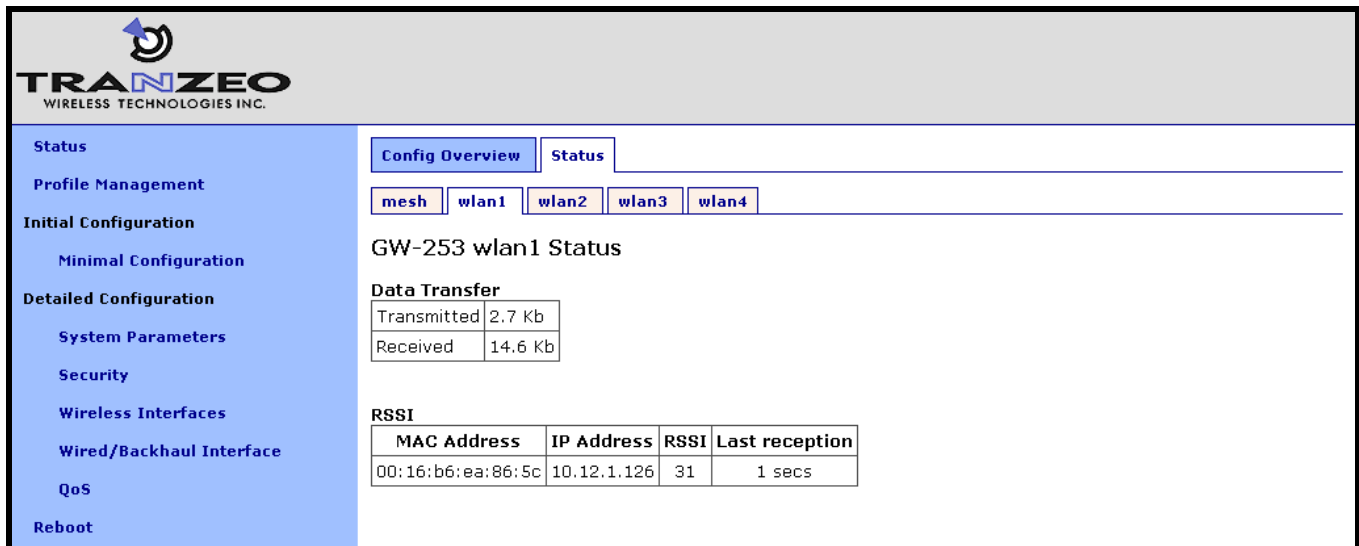 TRANZEO
WIRELESS TECHNOLOGIES INC.
Status
Profile Management
Initial Configuration
Minimal Configuration
Detailed Configuration
System Parameters
Security
Wireless Interfaces
Wired/Backhaul Interface
QoS
Reboot
Config Overview Status
mesh wlan1 wlan2 wlan3 wlan4
GW-253 wlan1 Status
Data Transfer
Transmitted 2.7 Kb
Received 14.6 Kb
RSSI
MAC Address IP Address RSSI Last reception
00:16:b6:ea:86:5c 10.12.1.126 31 1 secs